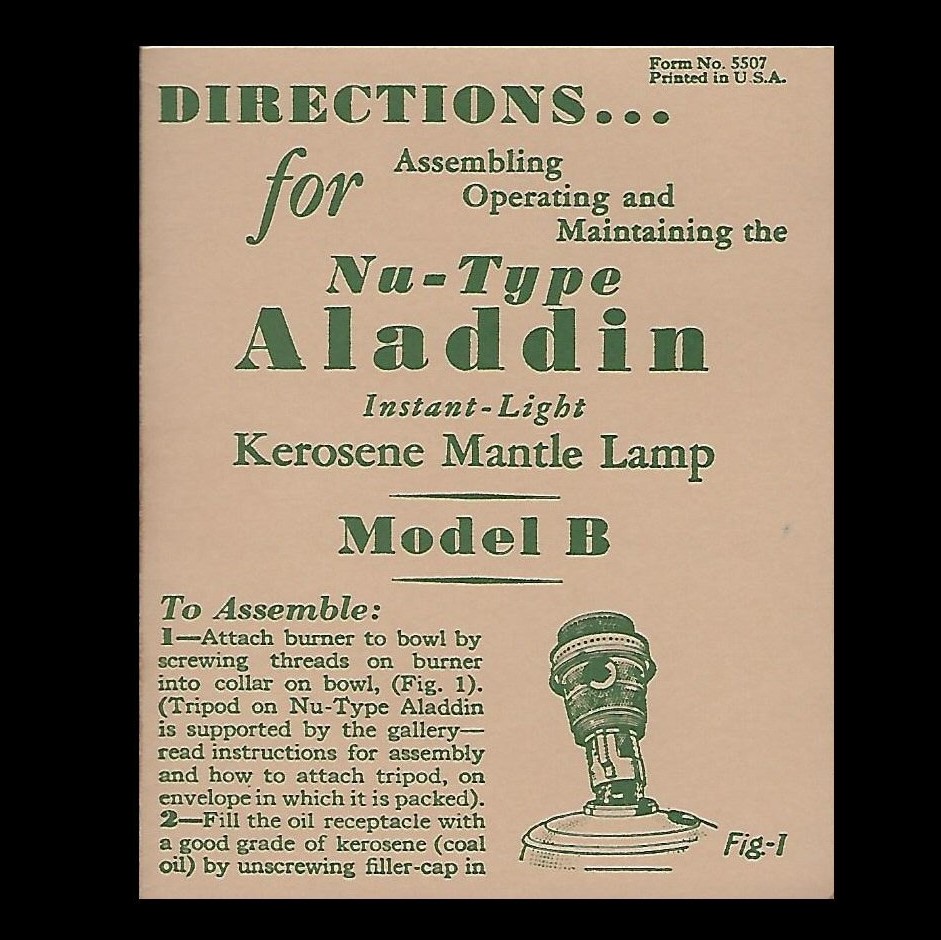 Form No. 5507
Printed in U.S.A.
DIRECTIONS...
for Assembling
Operating and
Maintaining the
Nu-Type
Aladdin
Instant-Light
Kerosene Mantle Lamp
Model B
To Assemble:
1—Attach burner to bowl by
screwing threads on burner
into collar on bowl, (Fig. 1).
(Tripod on Nu-Type Aladdin
is supported by the gallery—
read instructions for assembly
and how to attach tripod, on
envelope in which it is packed).
2—Fill the oil receptacle with
a good grade of kerosene (coal
oil) by unscrewing filler-cap in
Fig-1